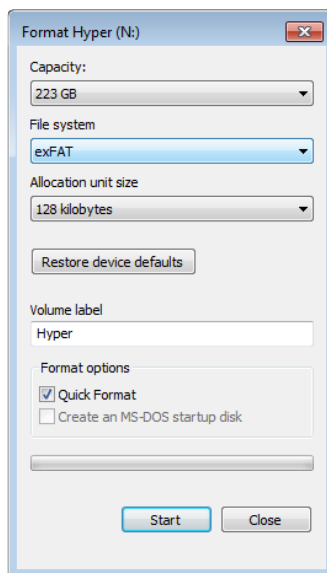 Format Hyper (N:)
Capacity:
223 GB
File system
exFAT
Allocation unit size
128 kilobytes
Restore device defaults
Volume label
Hyper
Format options
Quick Format
Create an MS-DOS startup disk
Start Close